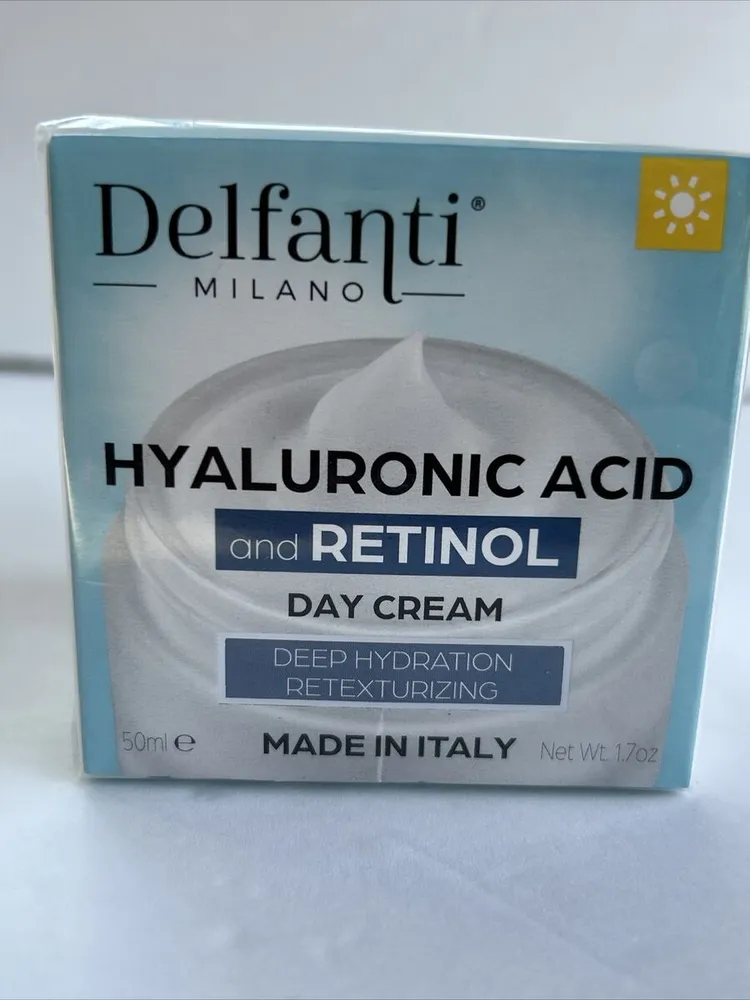 Delfanti®
MILANO
HYALURONIC ACID
and RETINOL
DAY CREAM
DEEP HYDRATION
RETEXTURIZING
50ml e MADE IN ITALY Net Wt. 1.7oz